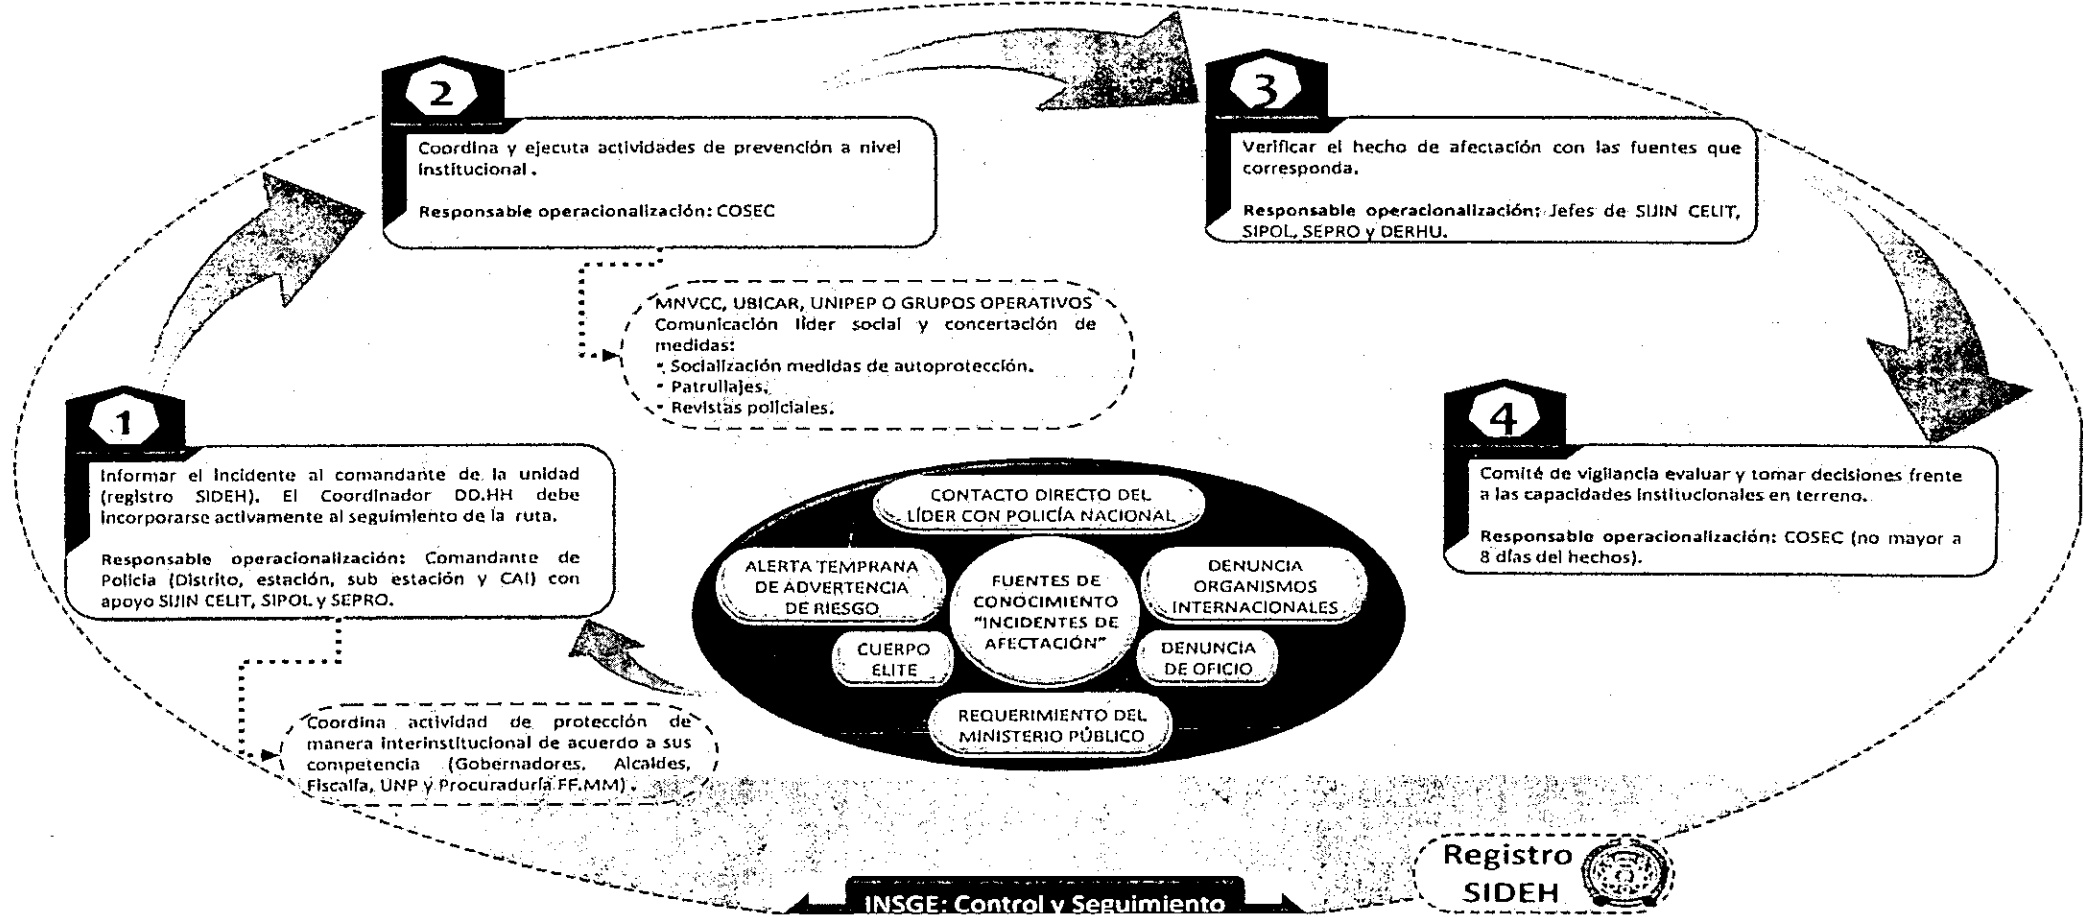 2
Coordina y ejecuta actividades de prevención a nivel
institucional.
Responsable operacionalización: COSEC
MNVCC, UBICAR, UNIPEP O GRUPOS OPERATIVOS
Comunicación líder social y concertación de
medidas:
- Socialización medidas de autoprotección.
- Patrullajes.
- Revistas policiales.
3
Verificar el hecho de afectación con las fuentes que
corresponda.
Responsable operacionalización: Jefes de SIJIN CELIT,
SIPOL, SEPRO y DERHU.
1
Informar el incidente al comandante de la unidad
(registro SIDEH). El Coordinador DD.HH debe
incorporarse activamente al seguimiento de la ruta.
Responsable operacionalización: Comandante de
Policía (Distrito, estación, sub estación y CAI) con
apoyo SIJIN CELIT, SIPOL y SEPRO.
Coordina actividad de protección de
manera interinstitucional de acuerdo a sus
competencia (Gobernadores, Alcaldes,
Fiscalía, UNP y Procuraduría FF.MM).
4
Comité de vigilancia evaluar y tomar decisiones frente
a las capacidades institucionales en terreno.
Responsable operacionalización: COSEC (no mayor a
8 días del hechos).
CONTACTO DIRECTO DEL
LÍDER CON POLICÍA NACIONAL
ALERTA TEMPRANA
DE ADVERTENCIA
DE RIESGO
FUENTES DE
CONOCIMIENTO
"INCIDENTES DE
AFECTACIÓN"
DENUNCIA
ORGANISMOS
INTERNACIONALES
CUERPO
ELITE
DENUNCIA
DE OFICIO
REQUERIMIENTO DEL
MINISTERIO PÚBLICO
Registro
SIDEH
INSGE: Control y Seguimiento